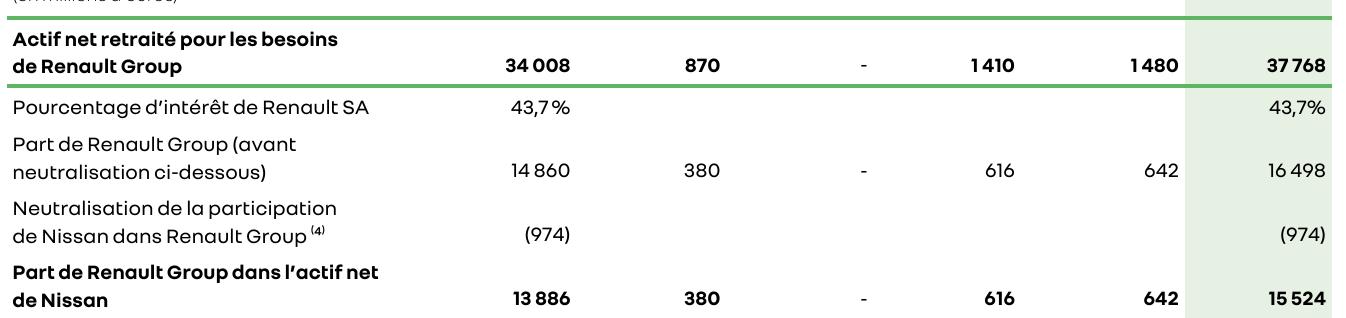 Actif net retraité pour les besoins
de Renault Group 34 008 870 - 1 410 1 480 37 768
Pourcentage d’intérêt de Renault SA 43,7 % 43,7%
Part de Renault Group (avant
neutralisation ci-dessous) 14 860 380 - 616 642 16 498
Neutralisation de la participation
de Nissan dans Renault Group (4) (974) (974)
Part de Renault Group dans l’actif net
de Nissan 13 886 380 - 616 642 15 524